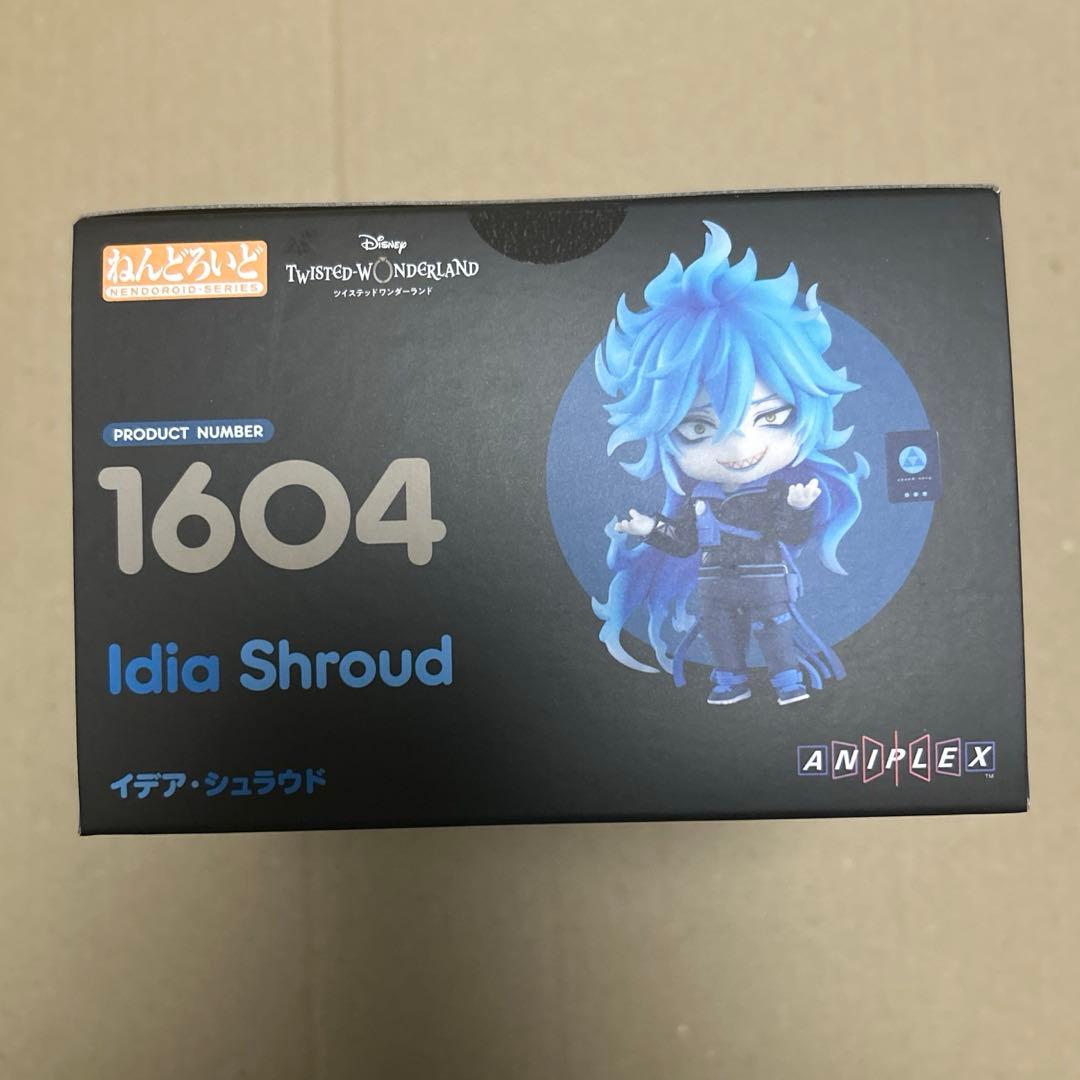 ねんどろいど
NENDOROID-SERIES
Disney
TWISTED-WONDERLAND
ツイステッドワンダーランド
PRODUCT NUMBER
1604
Idia Shroud
イデア・シュラウド
ANIPLEX
TM